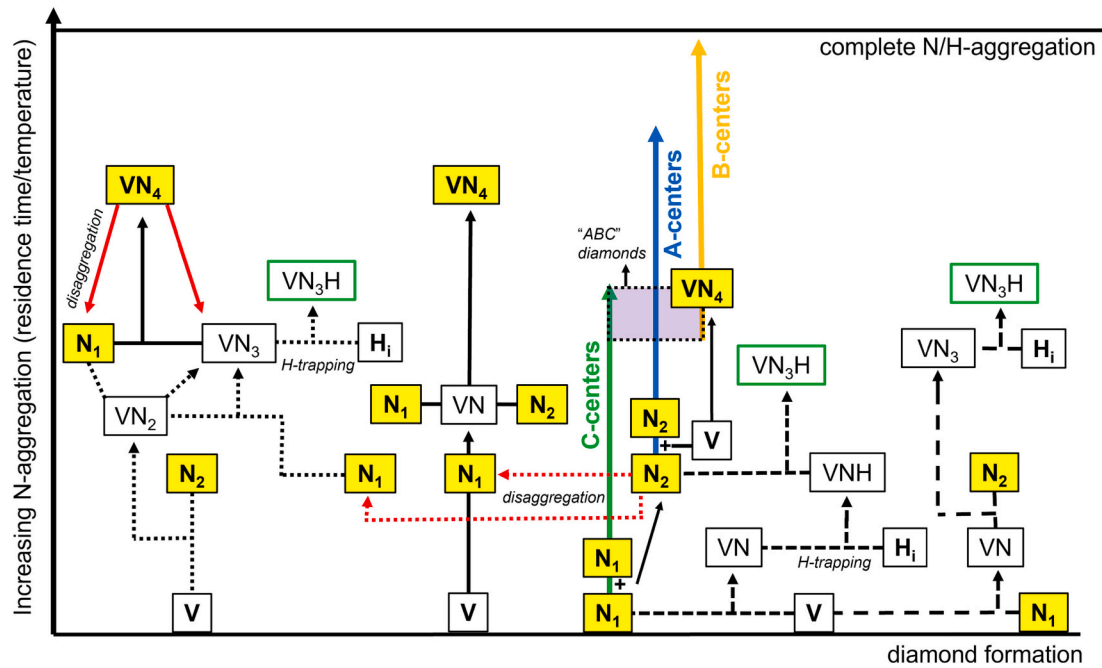 complete N/H-aggregation
Increasing N-aggregation (residence time/temperature)
B-centers
A-centers
C-centers
"ABC"
diamonds
VN₄
VN₄
VN₄
disaggregation
VN₃H
VN₃H
N₁
VN₃
Hᵢ
H-trapping
VN₃
Hᵢ
VN₃H
N₁
VN
N₂
N₂
VN₂
+
V
N₂
N₁
N₁
N₂
VNH
N₂
disaggregation
N₁
VN
Hᵢ
VN
H-trapping
+
V
V
N₁
V
N₁
diamond formation